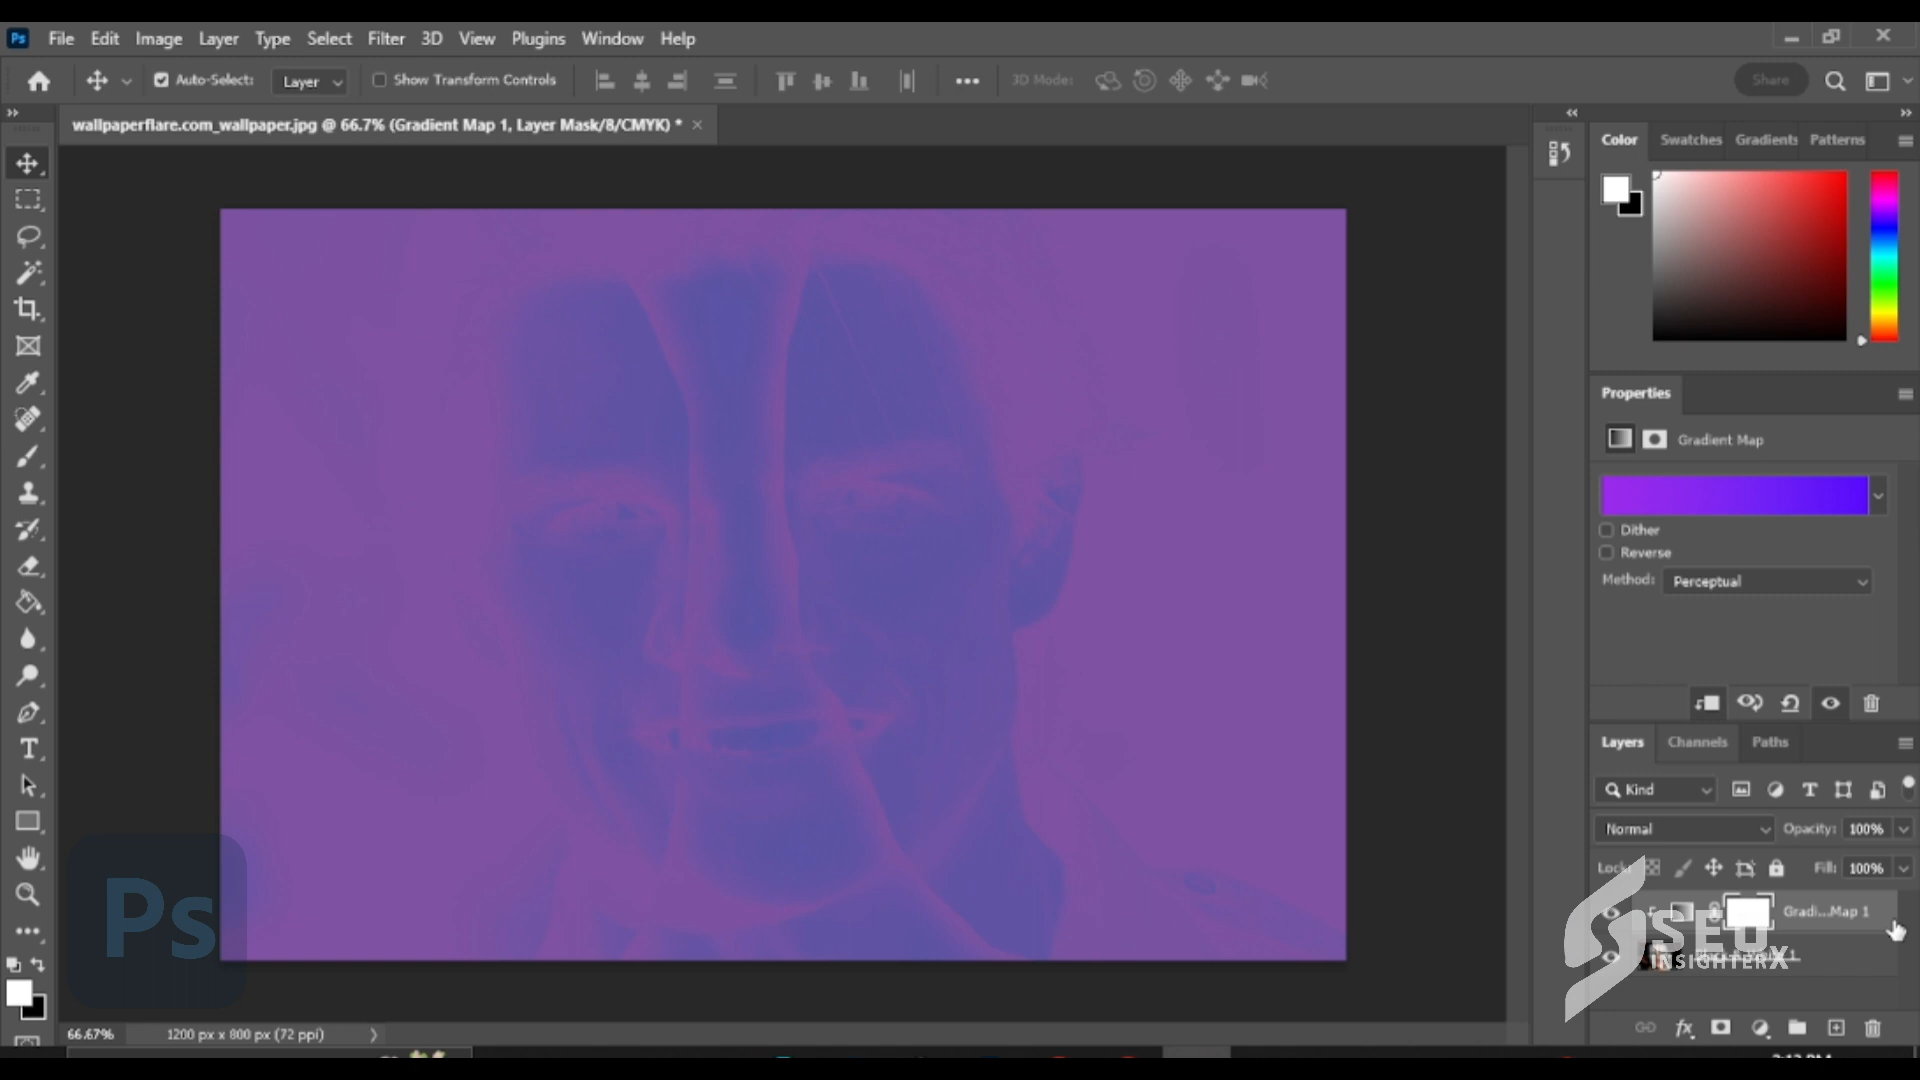 Ps File Edit Image Layer Type Select Filter 3D View Plugins Window Help
Auto-Select: Layer Show Transform Controls 3D Mode: Share
wallpaperflare.com_wallpaper.jpg @ 66.7% (Gradient Map 1, Layer Mask/8/CMYK) *
Color Swatches Gradients Patterns
Properties
Gradient Map
Dither
Reverse
Method: Perceptual
Layers Channels Paths
Kind
Normal Opacity: 100%
Lock: Fill: 100%
Gradi...Map 1
SEO
INSIGHTERX
Ps
66.67% 1200 px x 800 px (72 ppi)